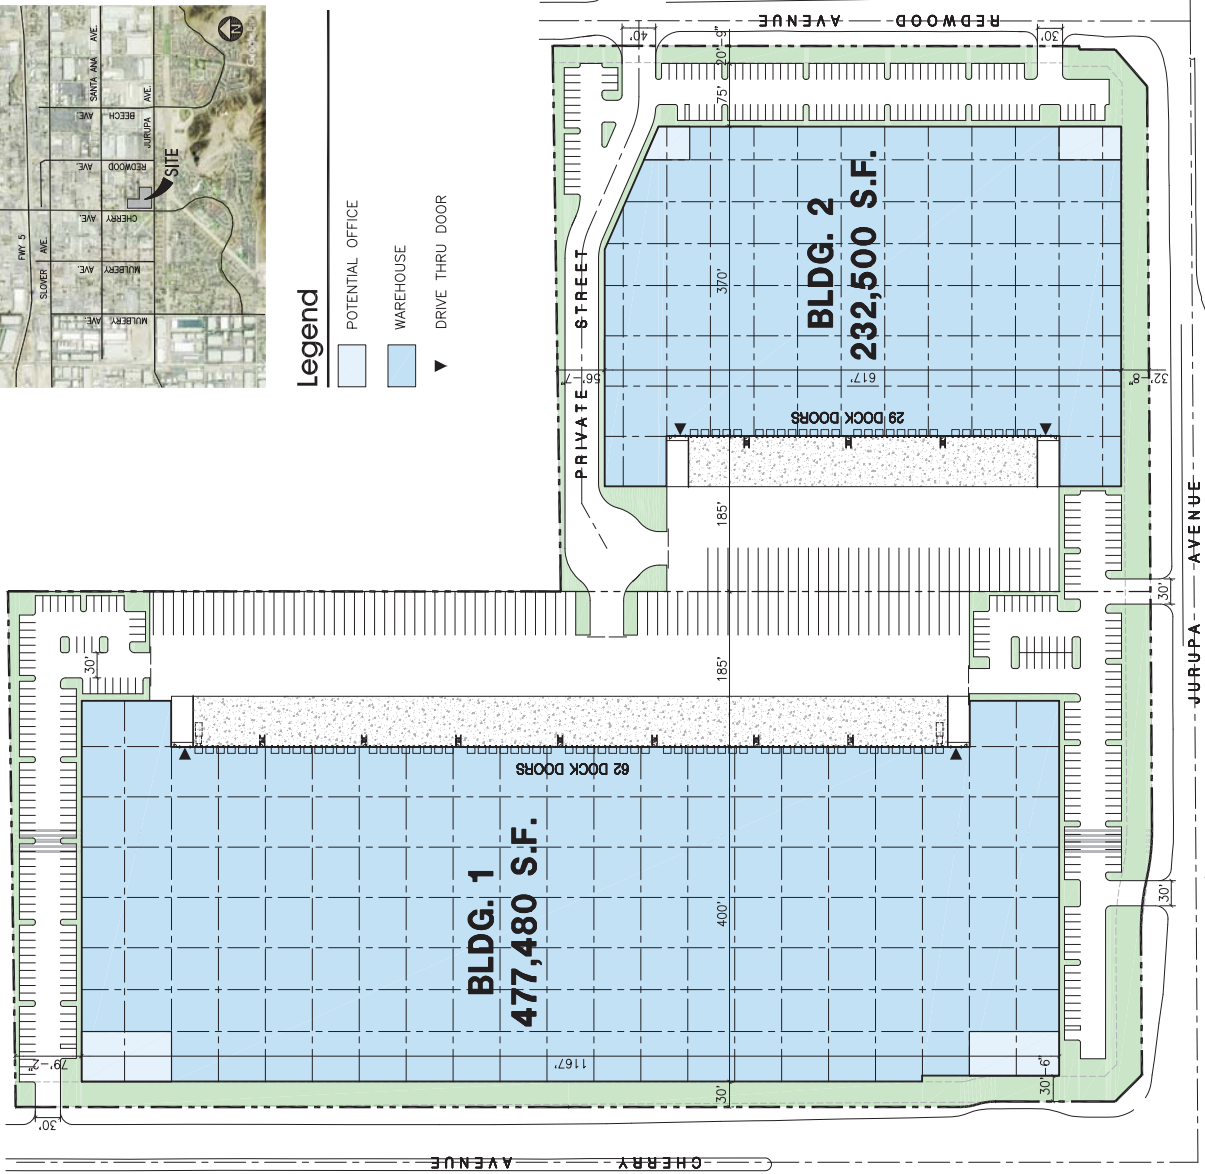 SANTA ANA AVE.
BEECH AVE.
JURUPA AVE.
REDWOOD AVE.
SITE
CHERRY AVE.
FWY 5
SLOVER AVE.
MULBERY AVE.
MULBERY AVE.
N
Google
Legend
POTENTIAL OFFICE
WAREHOUSE
DRIVE THRU DOOR
REDWOOD AVENUE
40'
30'
20'-9"
75'
PRIVATE STREET
BLDG. 2
232,500 S.F.
370'
617'
56'-7"
32'-8"
29 DOCK DOORS
185'
30'
JURUPA AVENUE
30'
185'
62 DOCK DOORS
BLDG. 1
477,480 S.F.
400'
30'
79'-2"
1167'
30'
30'-6"
30'
CHERRY AVENUE